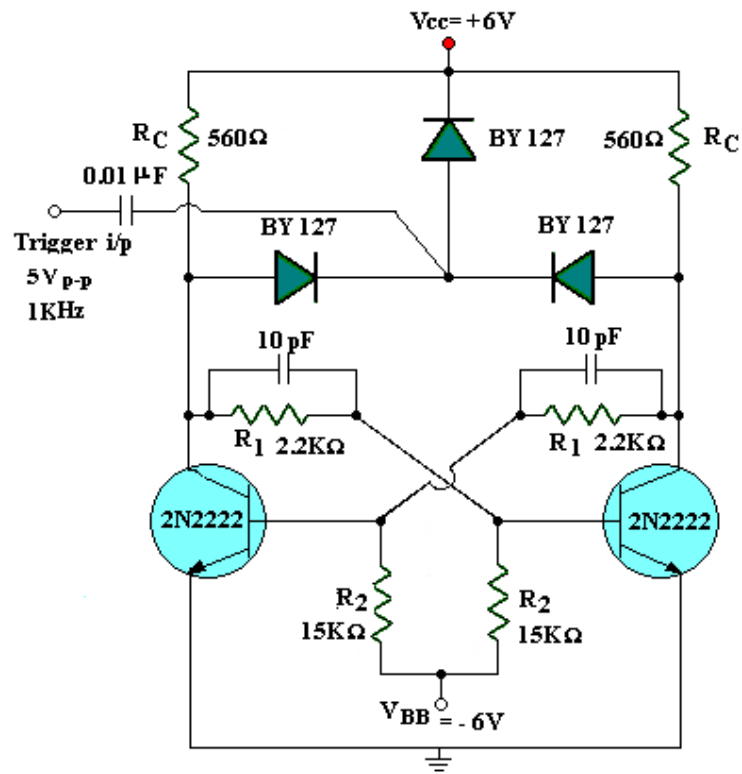 Vcc= +6V
RC
560Ω
BY 127
560Ω
RC
0.01 μF
Trigger i/p
5Vp-p
1KHz
BY 127
BY 127
10 pF
10 pF
R1 2.2KΩ
R1 2.2KΩ
2N2222
2N2222
R2
15KΩ
R2
15KΩ
VBB = - 6V